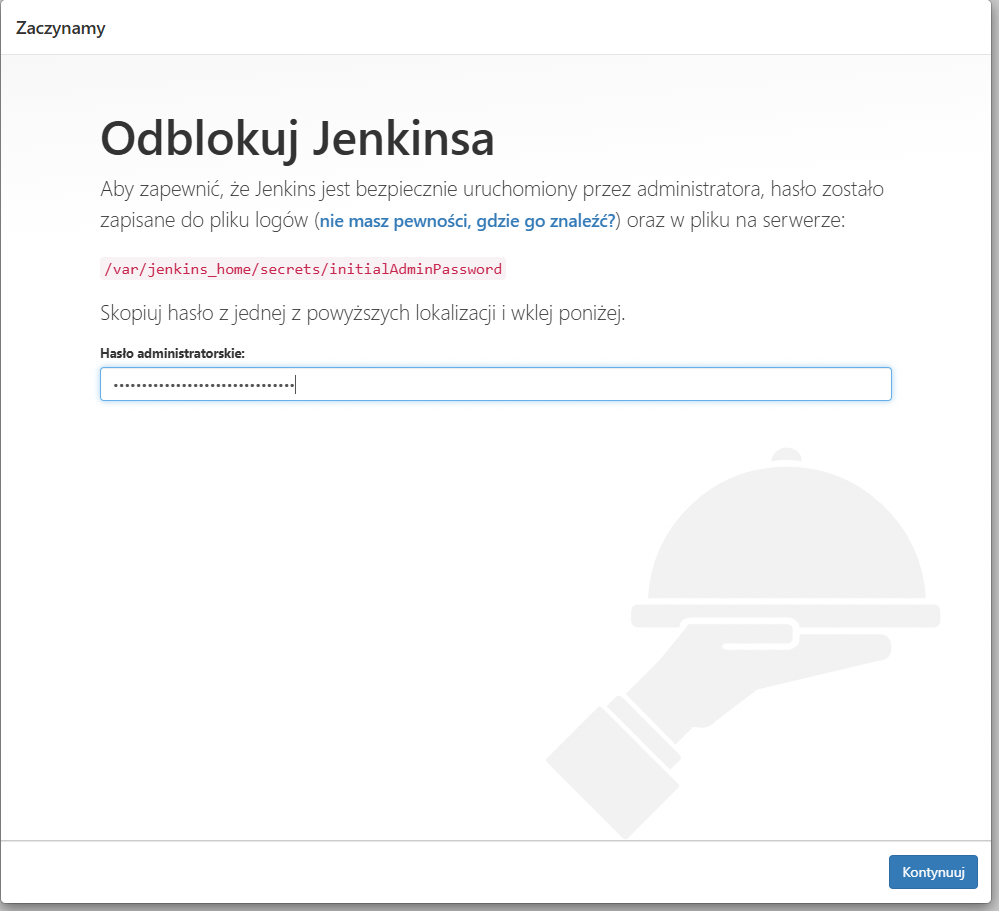 Zaczynamy
Odblokuj Jenkinsa
Aby zapewnić, że Jenkins jest bezpiecznie uruchomiony przez administratora, hasło zostało
zapisane do pliku logów (nie masz pewności, gdzie go znaleźć?) oraz w pliku na serwerze:
/var/jenkins_home/secrets/initialAdminPassword
Skopiuj hasło z jednej z powyższych lokalizacji i wklej poniżej.
Hasło administratorskie:
••••••••••••••••••••••••••••••••
Kontynuuj